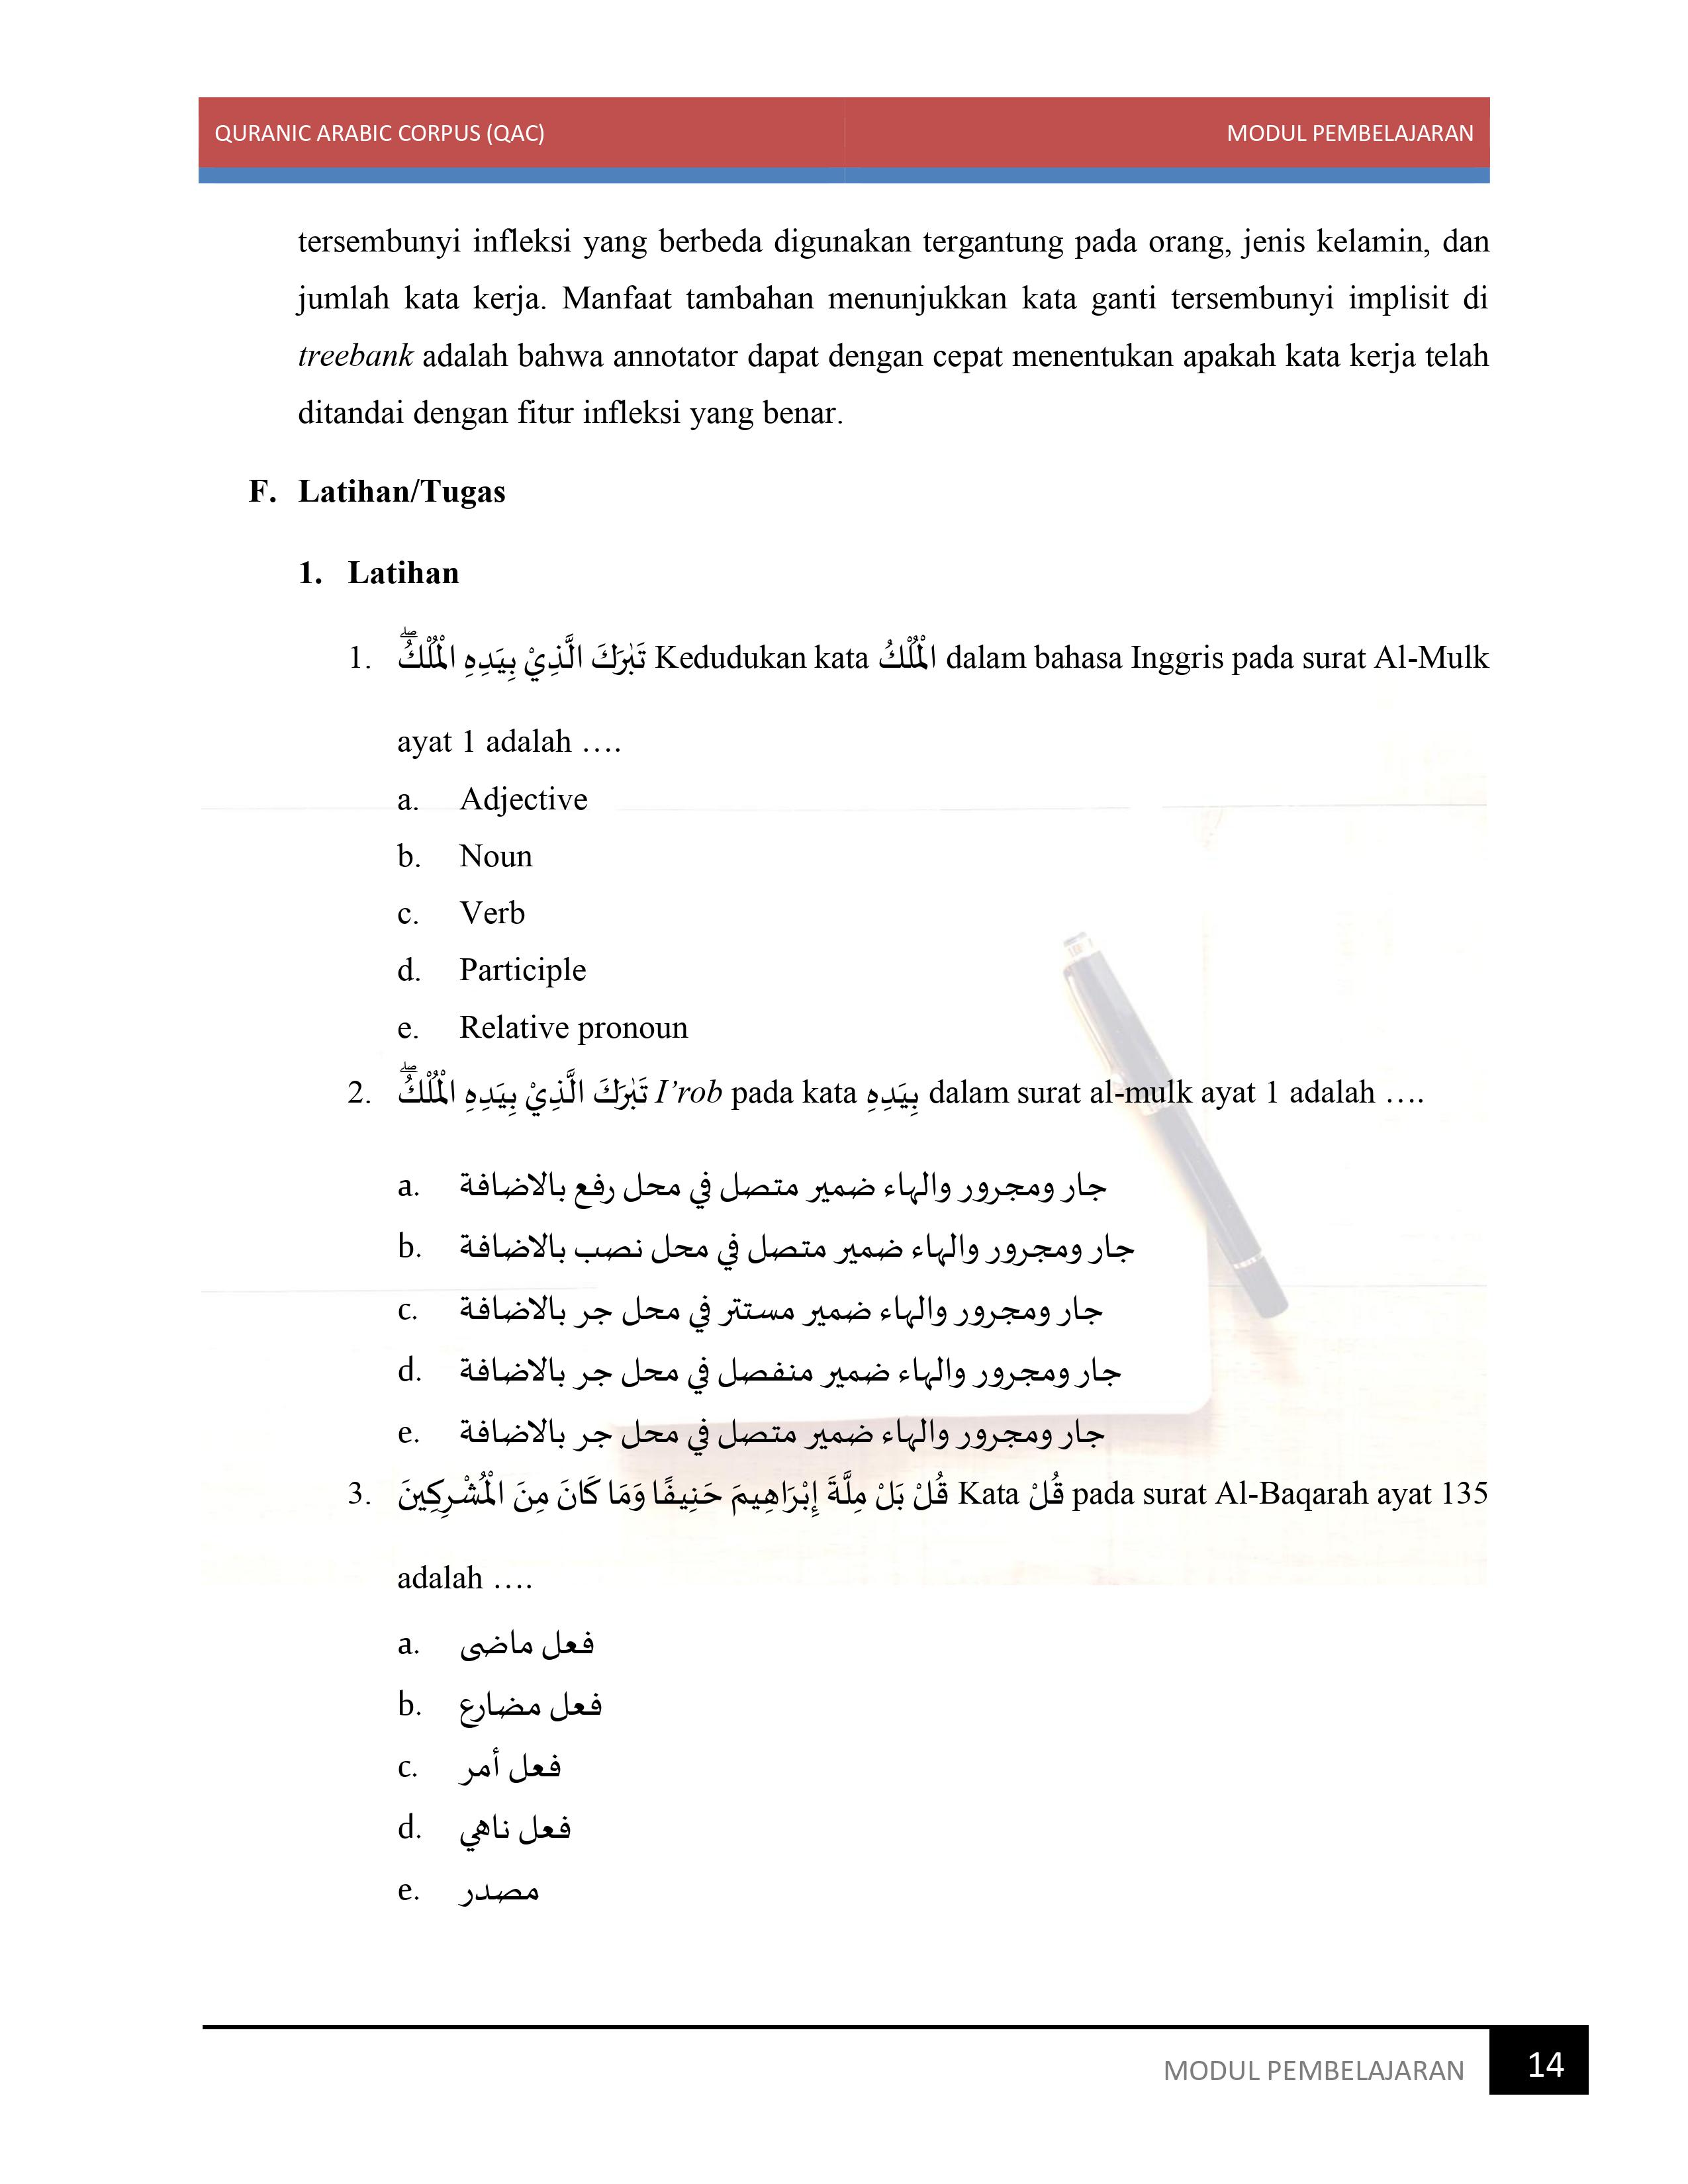 QURANIC ARABIC CORPUS (QAC) MODUL PEMBELAJARAN
tersembunyi infleksi yang berbeda digunakan tergantung pada orang, jenis kelamin, dan
jumlah kata kerja. Manfaat tambahan menunjukkan kata ganti tersembunyi implisit di
treebank adalah bahwa annotator dapat dengan cepat menentukan apakah kata kerja telah
ditandai dengan fitur infleksi yang benar.
F. Latihan/Tugas
1. Latihan
1. تَبٰرَكَ الَّذِيْ بِيَدِهِ الْمُلْكُۖ Kedudukan kata الْمُلْكُ dalam bahasa Inggris pada surat Al-Mulk
ayat 1 adalah ….
a. Adjective
b. Noun
c. Verb
d. Participle
e. Relative pronoun
2. تَبٰرَكَ الَّذِيْ بِيَدِهِ الْمُلْكُۖ I’rob pada kata بِيَدِهِ dalam surat al-mulk ayat 1 adalah ….
a. جار ومجرور والهاء ضمير متصل في محل رفع بالاضافة
b. جار ومجرور والهاء ضمير متصل في محل نصب بالاضافة
c. جار ومجرور والهاء ضمير مستتر في محل جر بالاضافة
d. جار ومجرور والهاء ضمير منفصل في محل جر بالاضافة
e. جار ومجرور والهاء ضمير متصل في محل جر بالاضافة
3. قُلْ بَلْ مِلَّةَ إِبْرَاهِيمَ حَنِيفًا وَمَا كَانَ مِنَ الْمُشْرِكِينَ Kata قُلْ pada surat Al-Baqarah ayat 135
adalah ….
a. فعل ماضى
b. فعل مضارع
c. فعل أمر
d. فعل ناهي
e. مصدر
MODUL PEMBELAJARAN 14